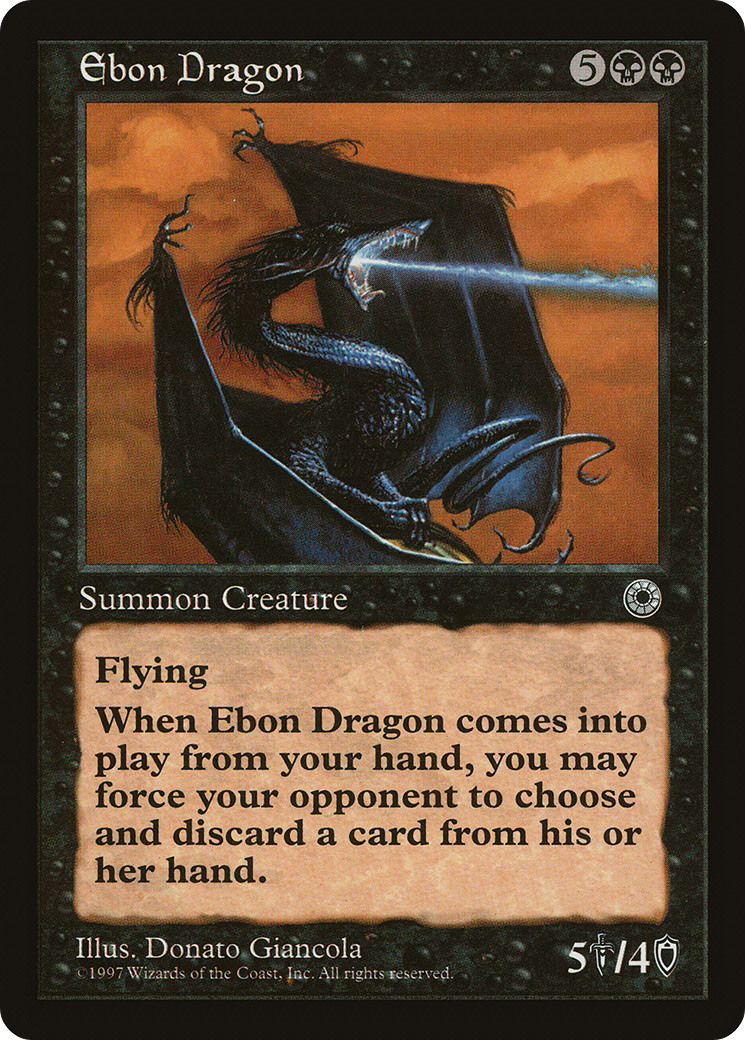 Ebon Dragon 5
Summon Creature
Flying
When Ebon Dragon comes into
play from your hand, you may
force your opponent to choose
and discard a card from his or
her hand.
Illus. Donato Giancola
©1997 Wizards of the Coast, Inc. All rights reserved.
5/4